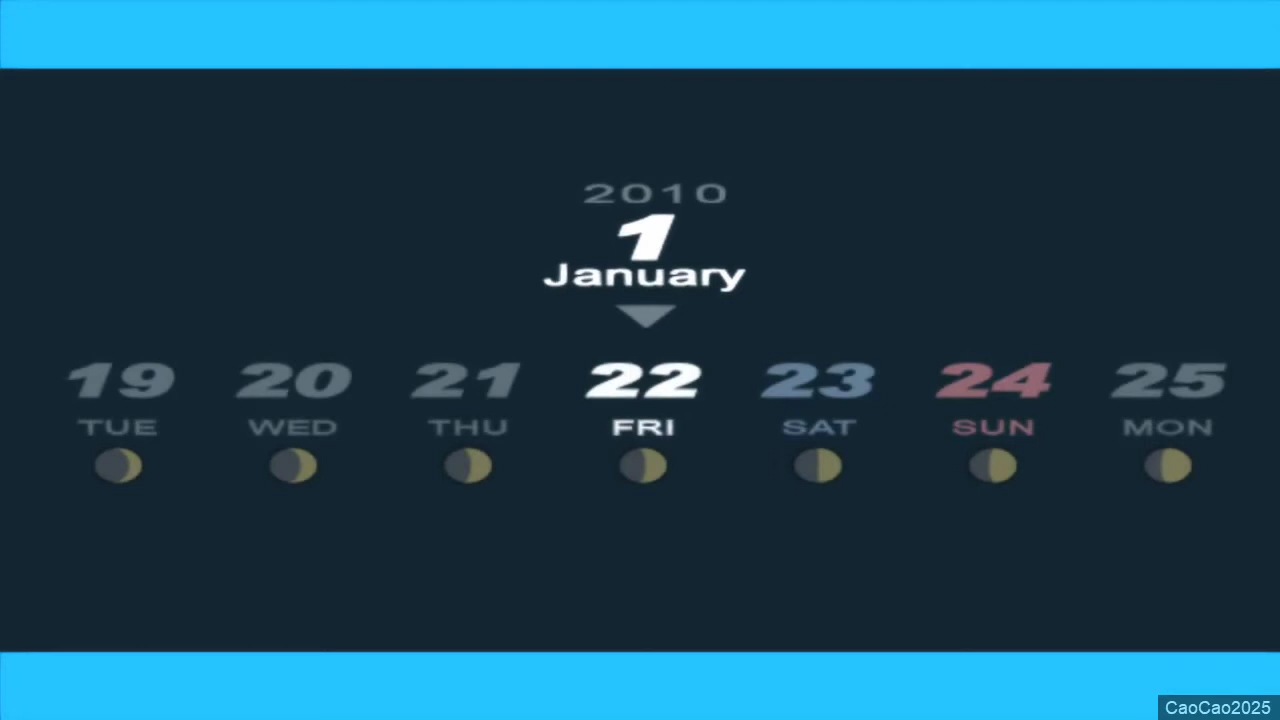 2010
1
January
19 20 21 22 23 24 25
TUE WED THU FRI SAT SUN MON
CaoCao2025